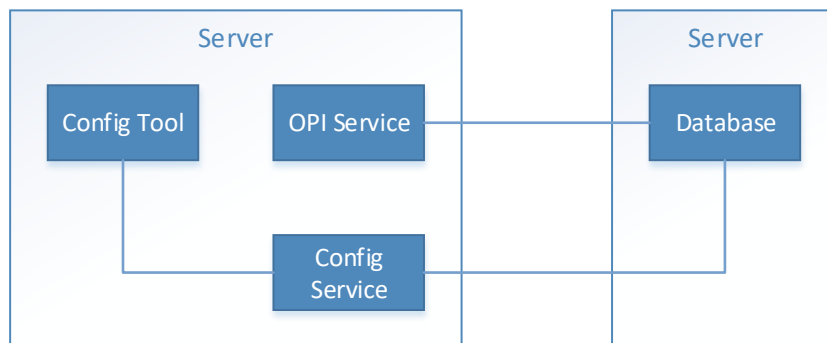 Server
Server
Config Tool
OPI Service
Database
Config
Service